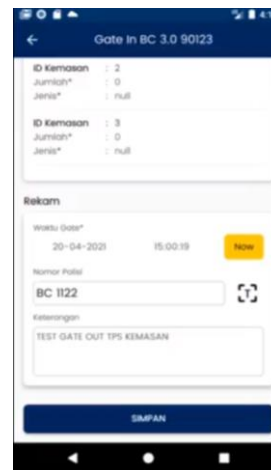 Gate In BC 3.0 90123
ID Kemasan : 2
Jumlah* : 0
Jenis* : null
ID Kemasan : 3
Jumlah* : 0
Jenis* : null
Rekam
Waktu Gate*
20-04-2021 15:00:19 Now
Nomor Polisi
BC 1122
Keterangan
TEST GATE OUT TPS KEMASAN
SIMPAN